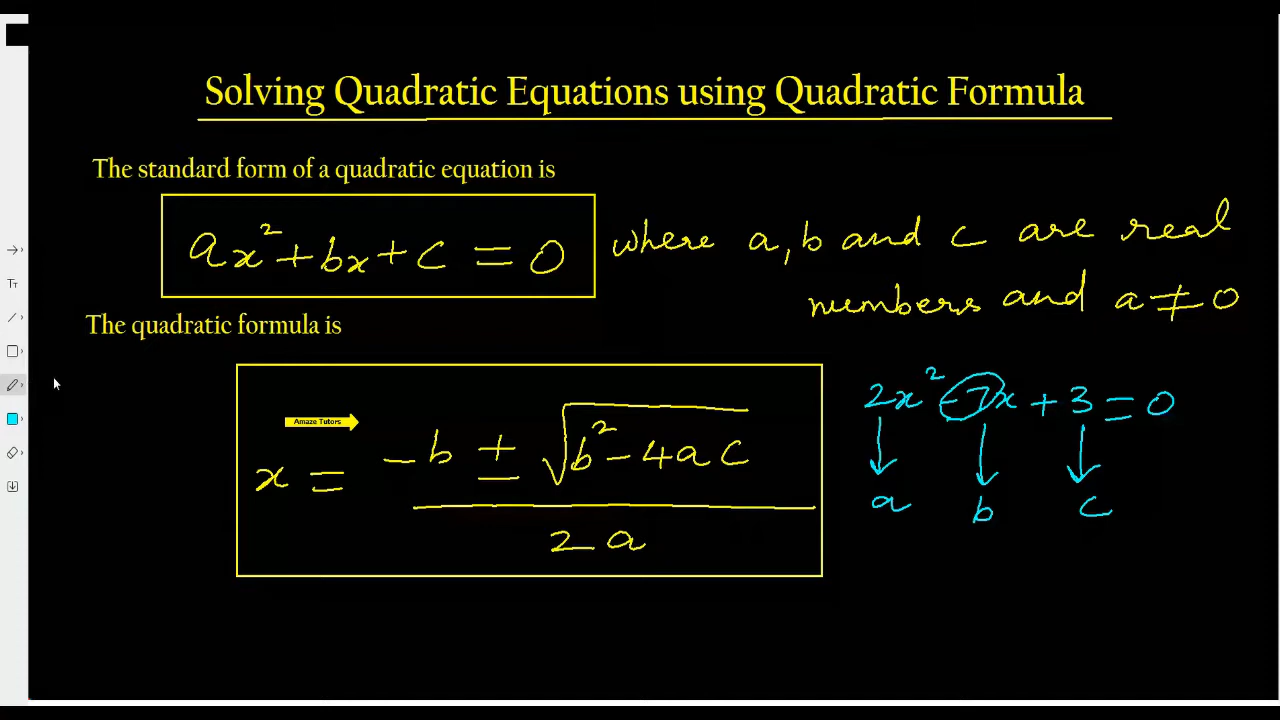 Solving Quadratic Equations using Quadratic Formula
The standard form of a quadratic equation is
ax²+bx+c=0 where a, b and c are real
numbers and a≠0
The quadratic formula is
Amaze Tutors
x = (-b ± √(b²-4ac))/(2a)
2x²-7x+3=0
a b c
Tт